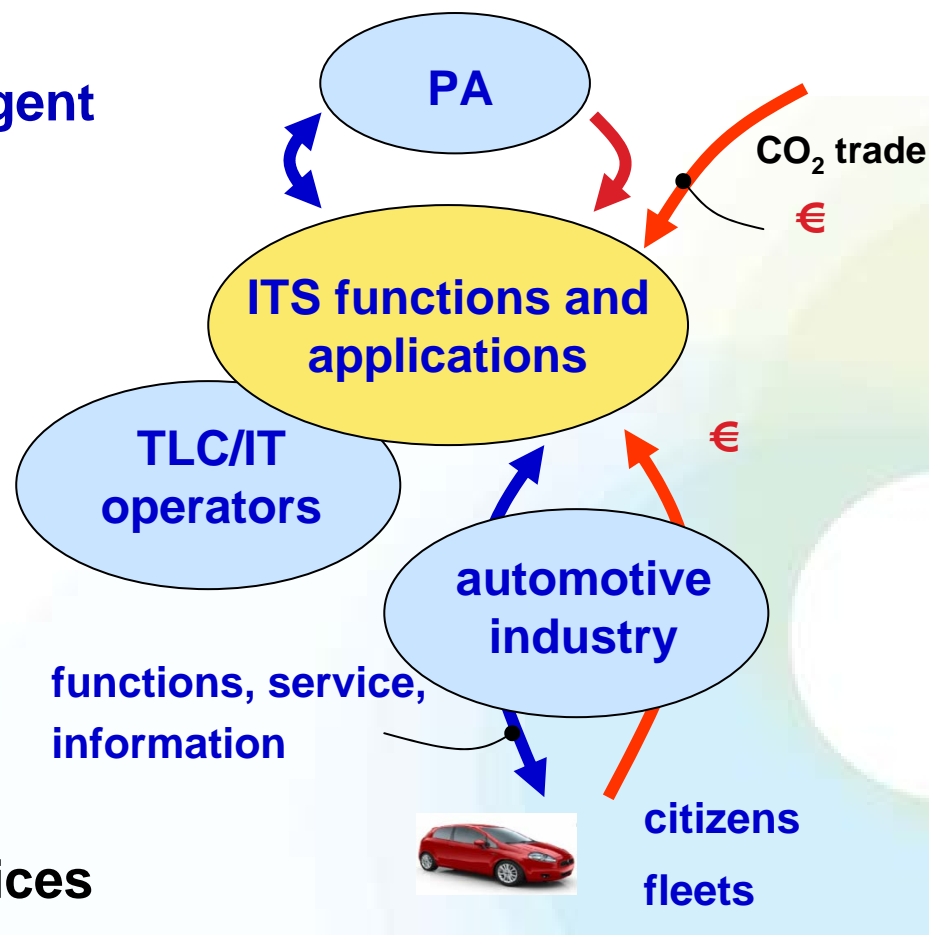 PA
gent
CO2 trade
€
ITS functions and
applications
€
TLC/IT
operators
automotive
industry
functions, service,
information
citizens
ices
fleets